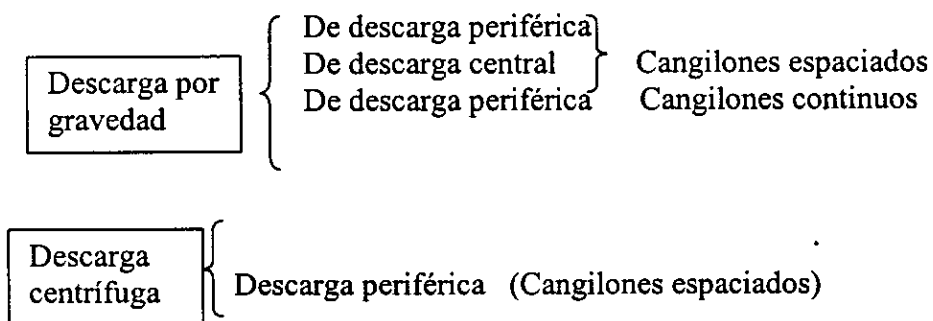 De descarga periférica
De descarga central Cangilones espaciados
De descarga periférica Cangilones continuos
Descarga por
gravedad
Descarga
centrífuga
Descarga periférica (Cangilones espaciados)